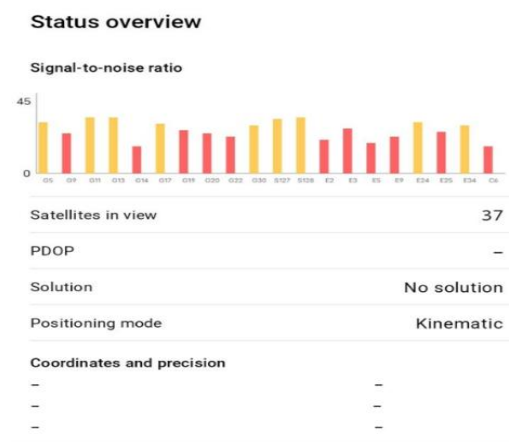 Status overview
Signal-to-noise ratio
45
0
G5 G9 G11 G13 G14 G17 G19 G20 G22 G30 S127 S128 E2 E3 E5 E9 E24 E25 E34 C6
Satellites in view 37
PDOP –
Solution No solution
Positioning mode Kinematic
Coordinates and precision
– –
– –
– –